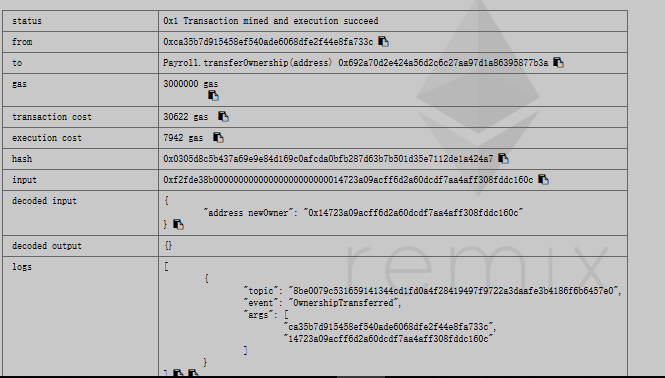 status 0x1 Transaction mined and execution succeed
from 0xca35b7d915458ef540ade6068dfe2f44e8fa733c
to Payroll.transferOwnership(address) 0x692a70d2e424a56d2c6c27aa97d1a86395877b3a
gas 3000000 gas
transaction cost 30622 gas
execution cost 7942 gas
hash 0x0305d8c5b437a69e9e84d169c0afcda0bfb287d63b7b501d35e7112de1a424a7
input 0xf2fde38b00000000000000000000000014723a09acff6d2a60dcdf7aa4aff308fddc160c
decoded input {
"address newOwner": "0x14723a09acff6d2a60dcdf7aa4aff308fddc160c"
}
decoded output {}
logs [
{
"topic": "8be0079c531659141344cd1fd0a4f28419497f9722a3daafe3b4186f6b6457e0",
"event": "OwnershipTransferred",
"args": [
"ca35b7d915458ef540ade6068dfe2f44e8fa733c",
"14723a09acff6d2a60dcdf7aa4aff308fddc160c"
]
}
]
remix